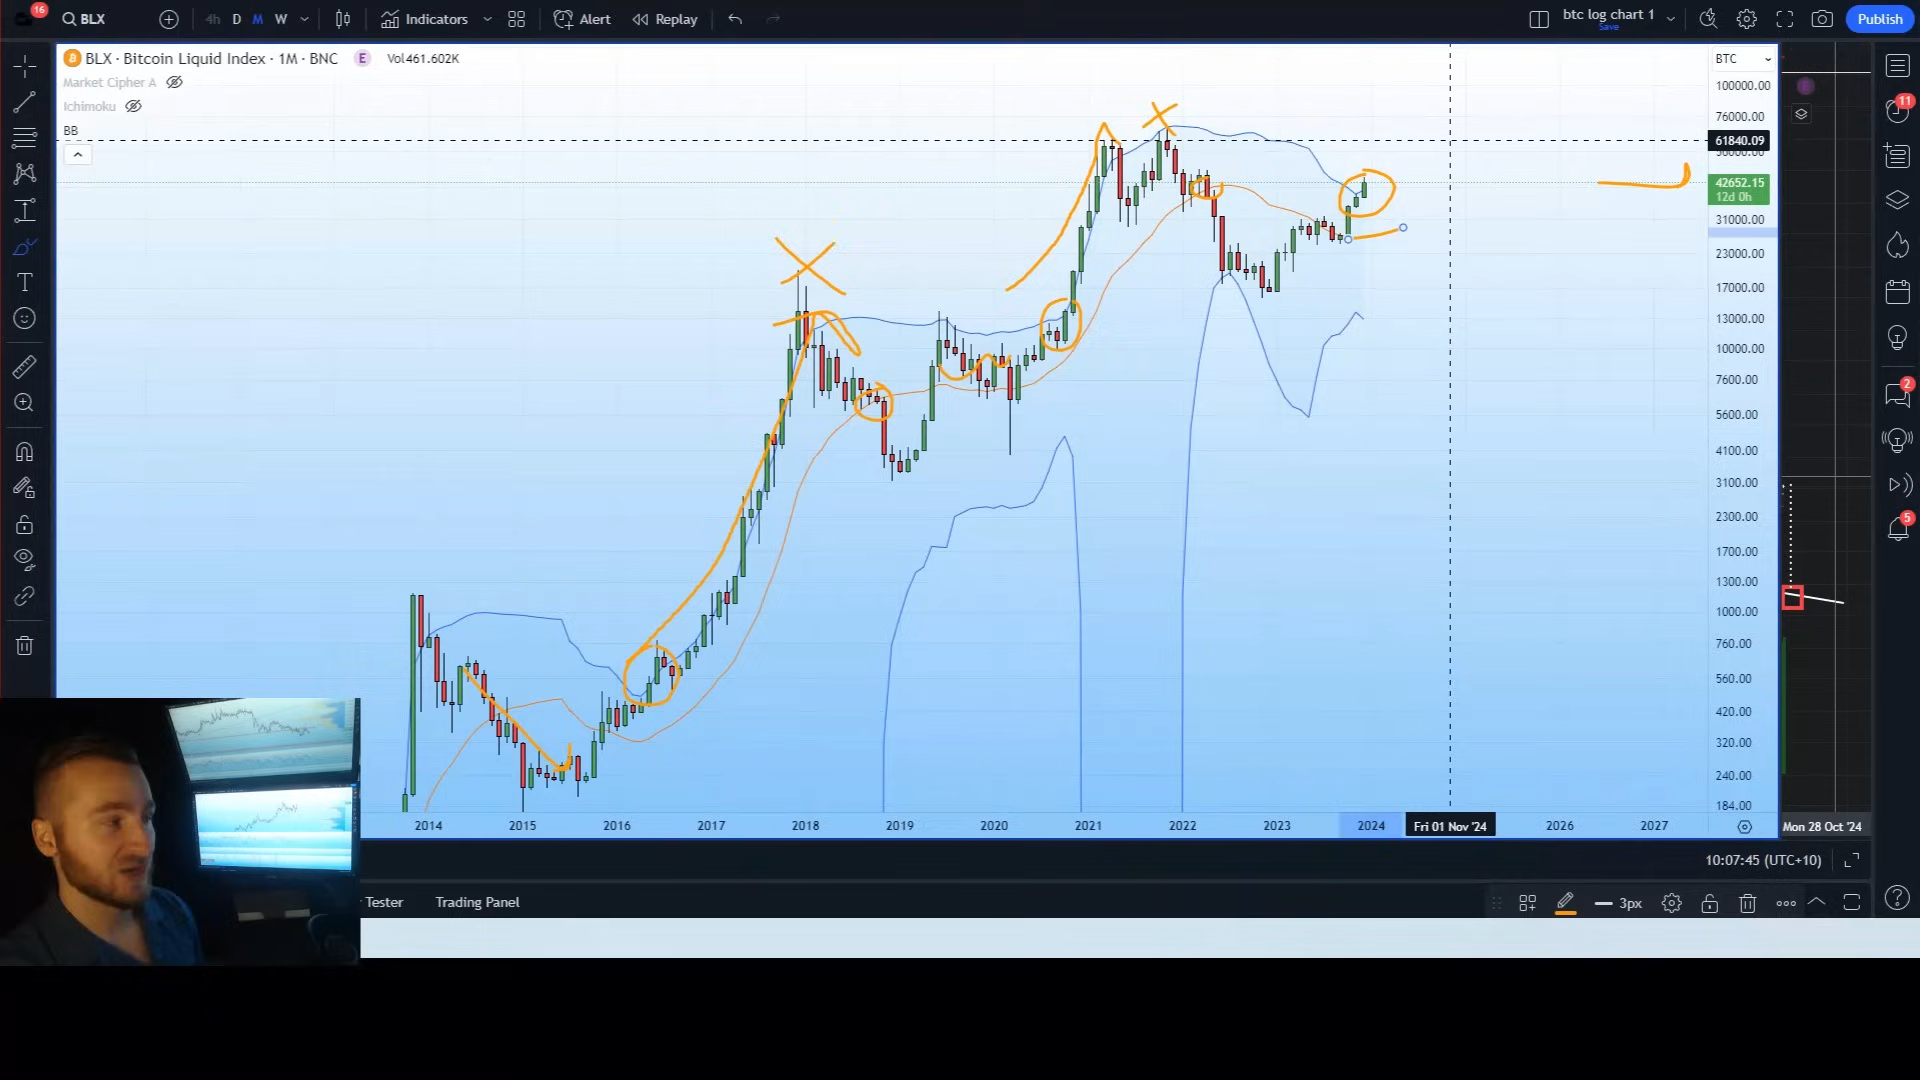 16
BLX
4h D M W
Indicators
Alert
Replay
btc log chart 1
Save
Publish
BLX · Bitcoin Liquid Index · 1M · BNC E Vol461.602K
BTC
Market Cipher A
Ichimoku
BB
100000.00
76000.00
61840.09
42652.15
12d 0h
31000.00
23000.00
17000.00
13000.00
10000.00
7600.00
5600.00
4100.00
3100.00
2300.00
1700.00
1300.00
1000.00
760.00
560.00
420.00
320.00
240.00
184.00
11
2
5
2014 2015 2016 2017 2018 2019 2020 2021 2022 2023 2024 Fri 01 Nov '24 2026 2027 Mon 28 Oct '24
10:07:45 (UTC+10)
Tester
Trading Panel
3px